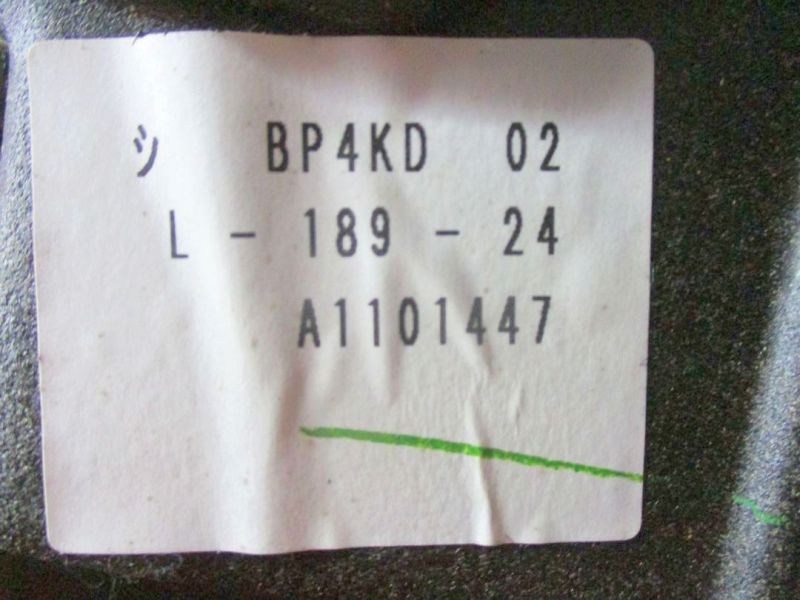 シ BP4KD 02
L - 189 - 24
A1101447